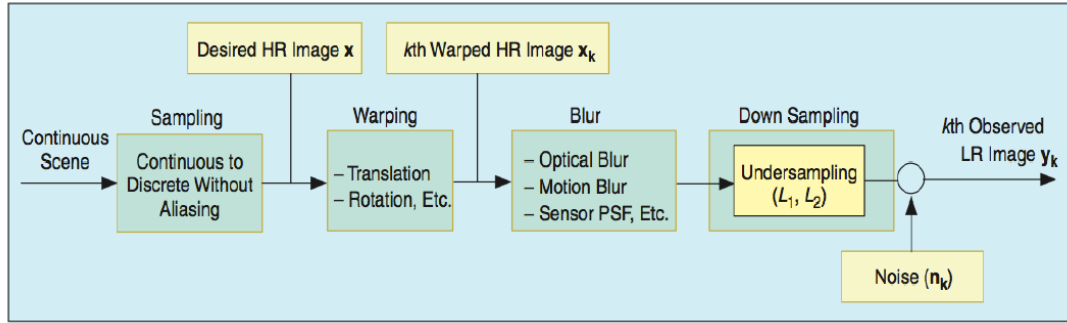 Desired HR Image x
kth Warped HR Image xk
Sampling
Warping
Blur
Down Sampling
Continuous
Scene
Continuous to
Discrete Without
Aliasing
– Translation
– Rotation, Etc.
– Optical Blur
– Motion Blur
– Sensor PSF, Etc.
Undersampling
(L1, L2)
kth Observed
LR Image yk
Noise (nk)